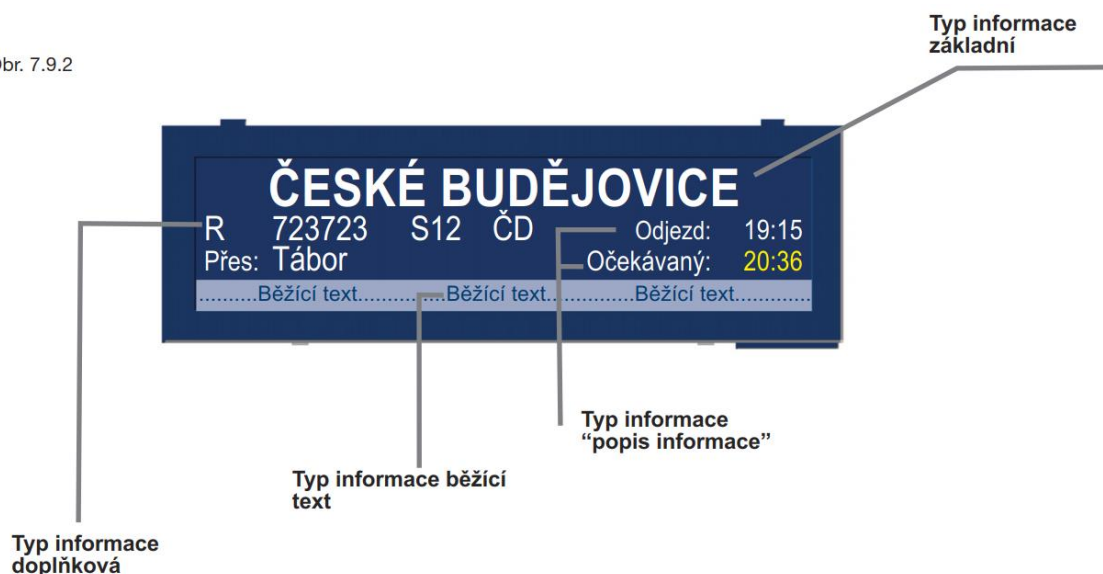 Typ informace
základní
Obr. 7.9.2
ČESKÉ BUDĚJOVICE
R 723723 S12 ČD Odjezd: 19:15
Přes: Tábor Očekávaný: 20:36
..........Běžící text..............Běžící text..............Běžící text............
Typ informace
“popis informace”
Typ informace běžící
text
Typ informace
doplňková